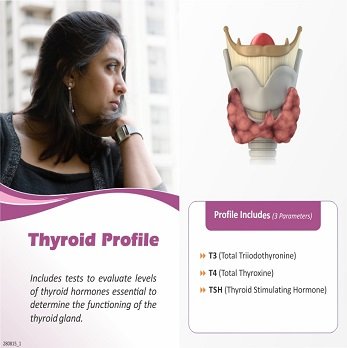 Thyroid Profile
Includes tests to evaluate levels
of thyroid hormones essential to
determine the functioning of the
thyroid gland.
Profile Includes (3 Parameters)
T3 (Total Triiodothyronine)
T4 (Total Thyroxine)
TSH (Thyroid Stimulating Hormone)
280815_1